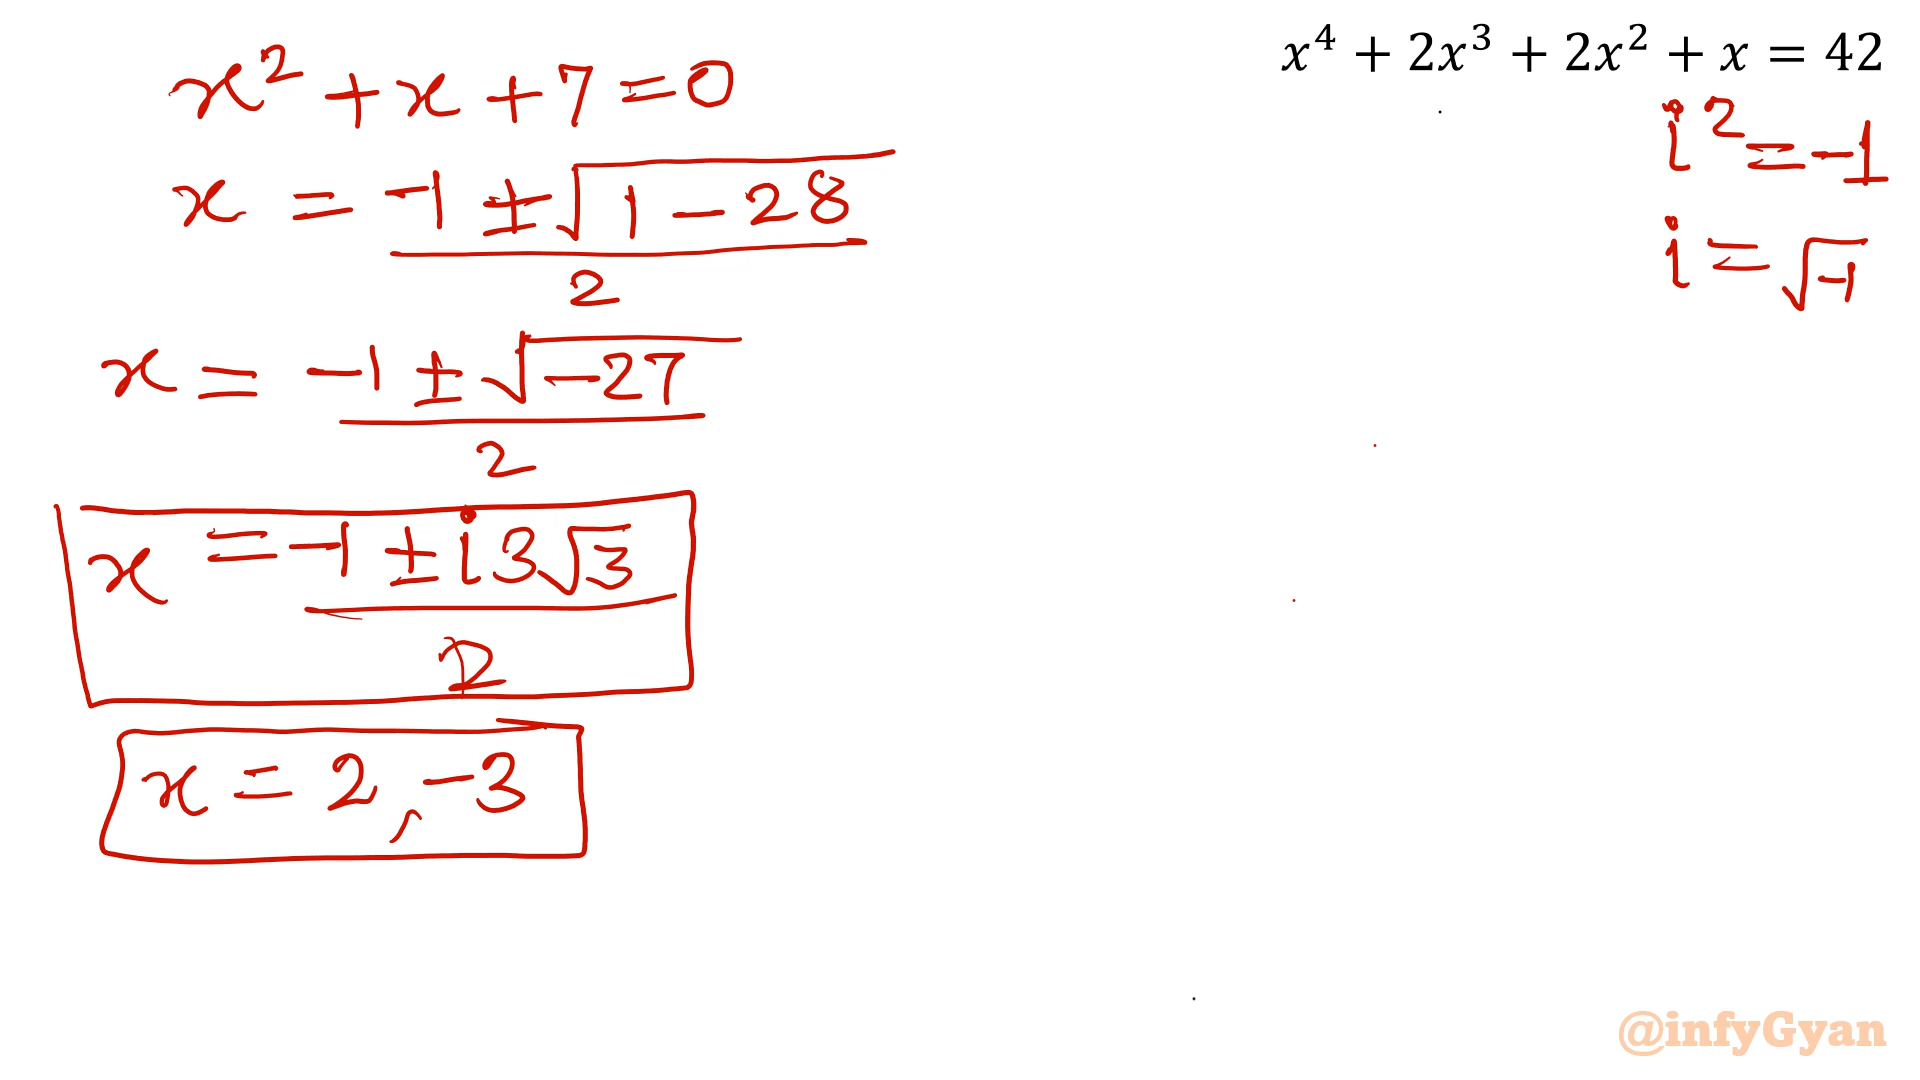 x⁴ + 2x³ + 2x² + x = 42
x² + x + 7 = 0
x = (-1 ± √(1 - 28))/2
x = (-1 ± √(-27))/2
x = (-1 ± i3√3)/2
x = 2, -3
i² = -1
i = √-1
@infyGyan